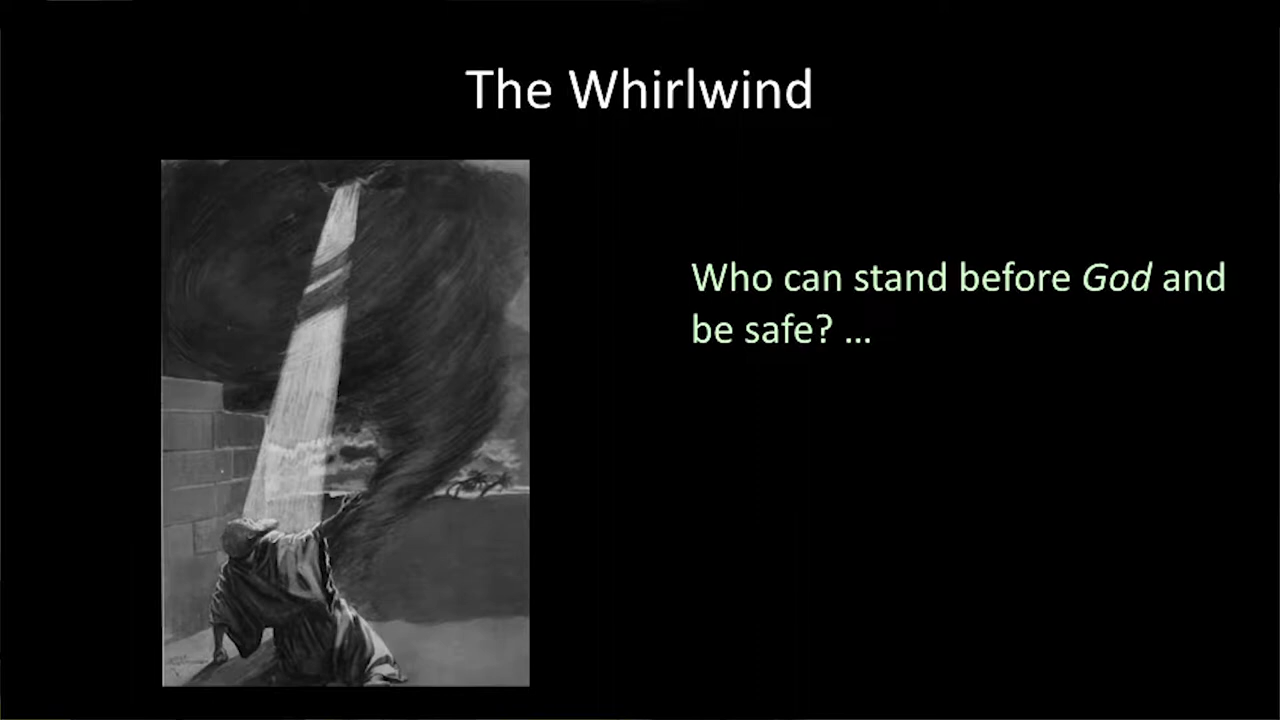 The Whirlwind
Who can stand before God and
be safe? ...